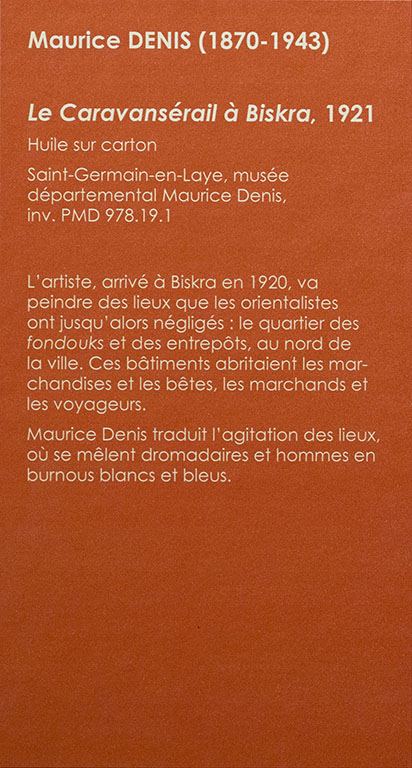 Maurice DENIS (1870-1943)
Le Caravansérail à Biskra, 1921
Huile sur carton
Saint-Germain-en-Laye, musée
départemental Maurice Denis,
inv. PMD 978.19.1
L'artiste, arrivé à Biskra en 1920, va
peindre des lieux que les orientalistes
ont jusqu'alors négligés : le quartier des
fondouks et des entrepôts, au nord de
la ville. Ces bâtiments abritaient les mar-
chandises et les bêtes, les marchands et
les voyageurs.
Maurice Denis traduit l'agitation des lieux,
où se mêlent dromadaires et hommes en
burnous blancs et bleus.